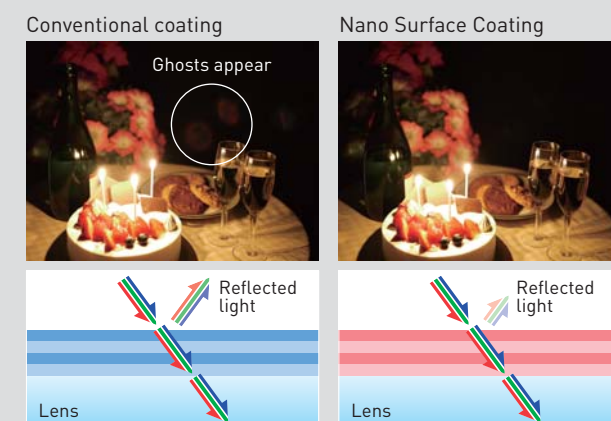 Conventional coating
Ghosts appear
Reflected
light
Lens
Nano Surface Coating
Reflected
light
Lens